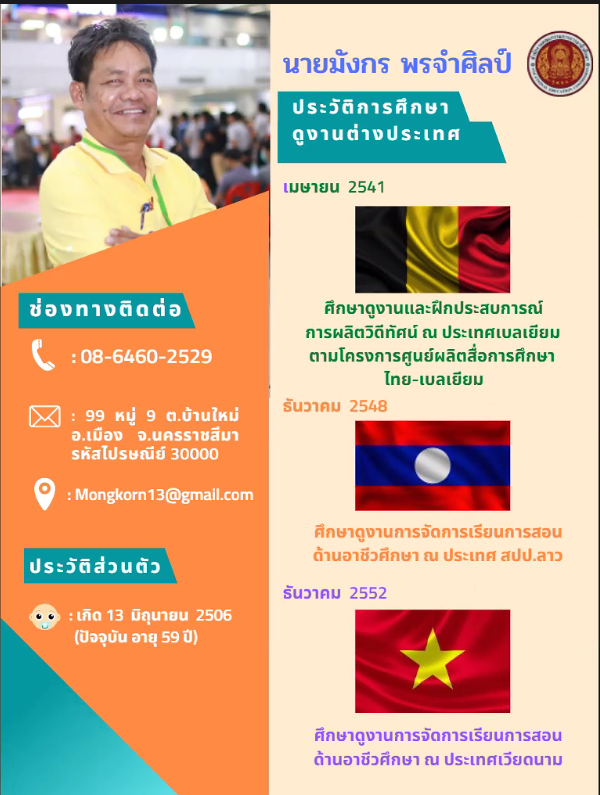 นายมังกร พรจำศิลป์
ประวัติการศึกษา
ดูงานต่างประเทศ
เมษายน 2541
ศึกษาดูงานและฝึกประสบการณ์
การผลิตวิดีทัศน์ ณ ประเทศเบลเยียม
ตามโครงการศูนย์ผลิตสื่อการศึกษา
ไทย-เบลเยียม
ธันวาคม 2548
ศึกษาดูงานการจัดการเรียนการสอน
ด้านอาชีวศึกษา ณ ประเทศ สปป.ลาว
ธันวาคม 2552
ศึกษาดูงานการจัดการเรียนการสอน
ด้านอาชีวศึกษา ณ ประเทศเวียดนาม
ช่องทางติดต่อ
: 08-6460-2529
: 99 หมู่ 9 ต.บ้านใหม่
อ.เมือง จ.นครราชสีมา
รหัสไปรษณีย์ 30000
: Mongkorn13@gmail.com
ประวัติส่วนตัว
: เกิด 13 มิถุนายน 2506
(ปัจจุบัน อายุ 59 ปี)